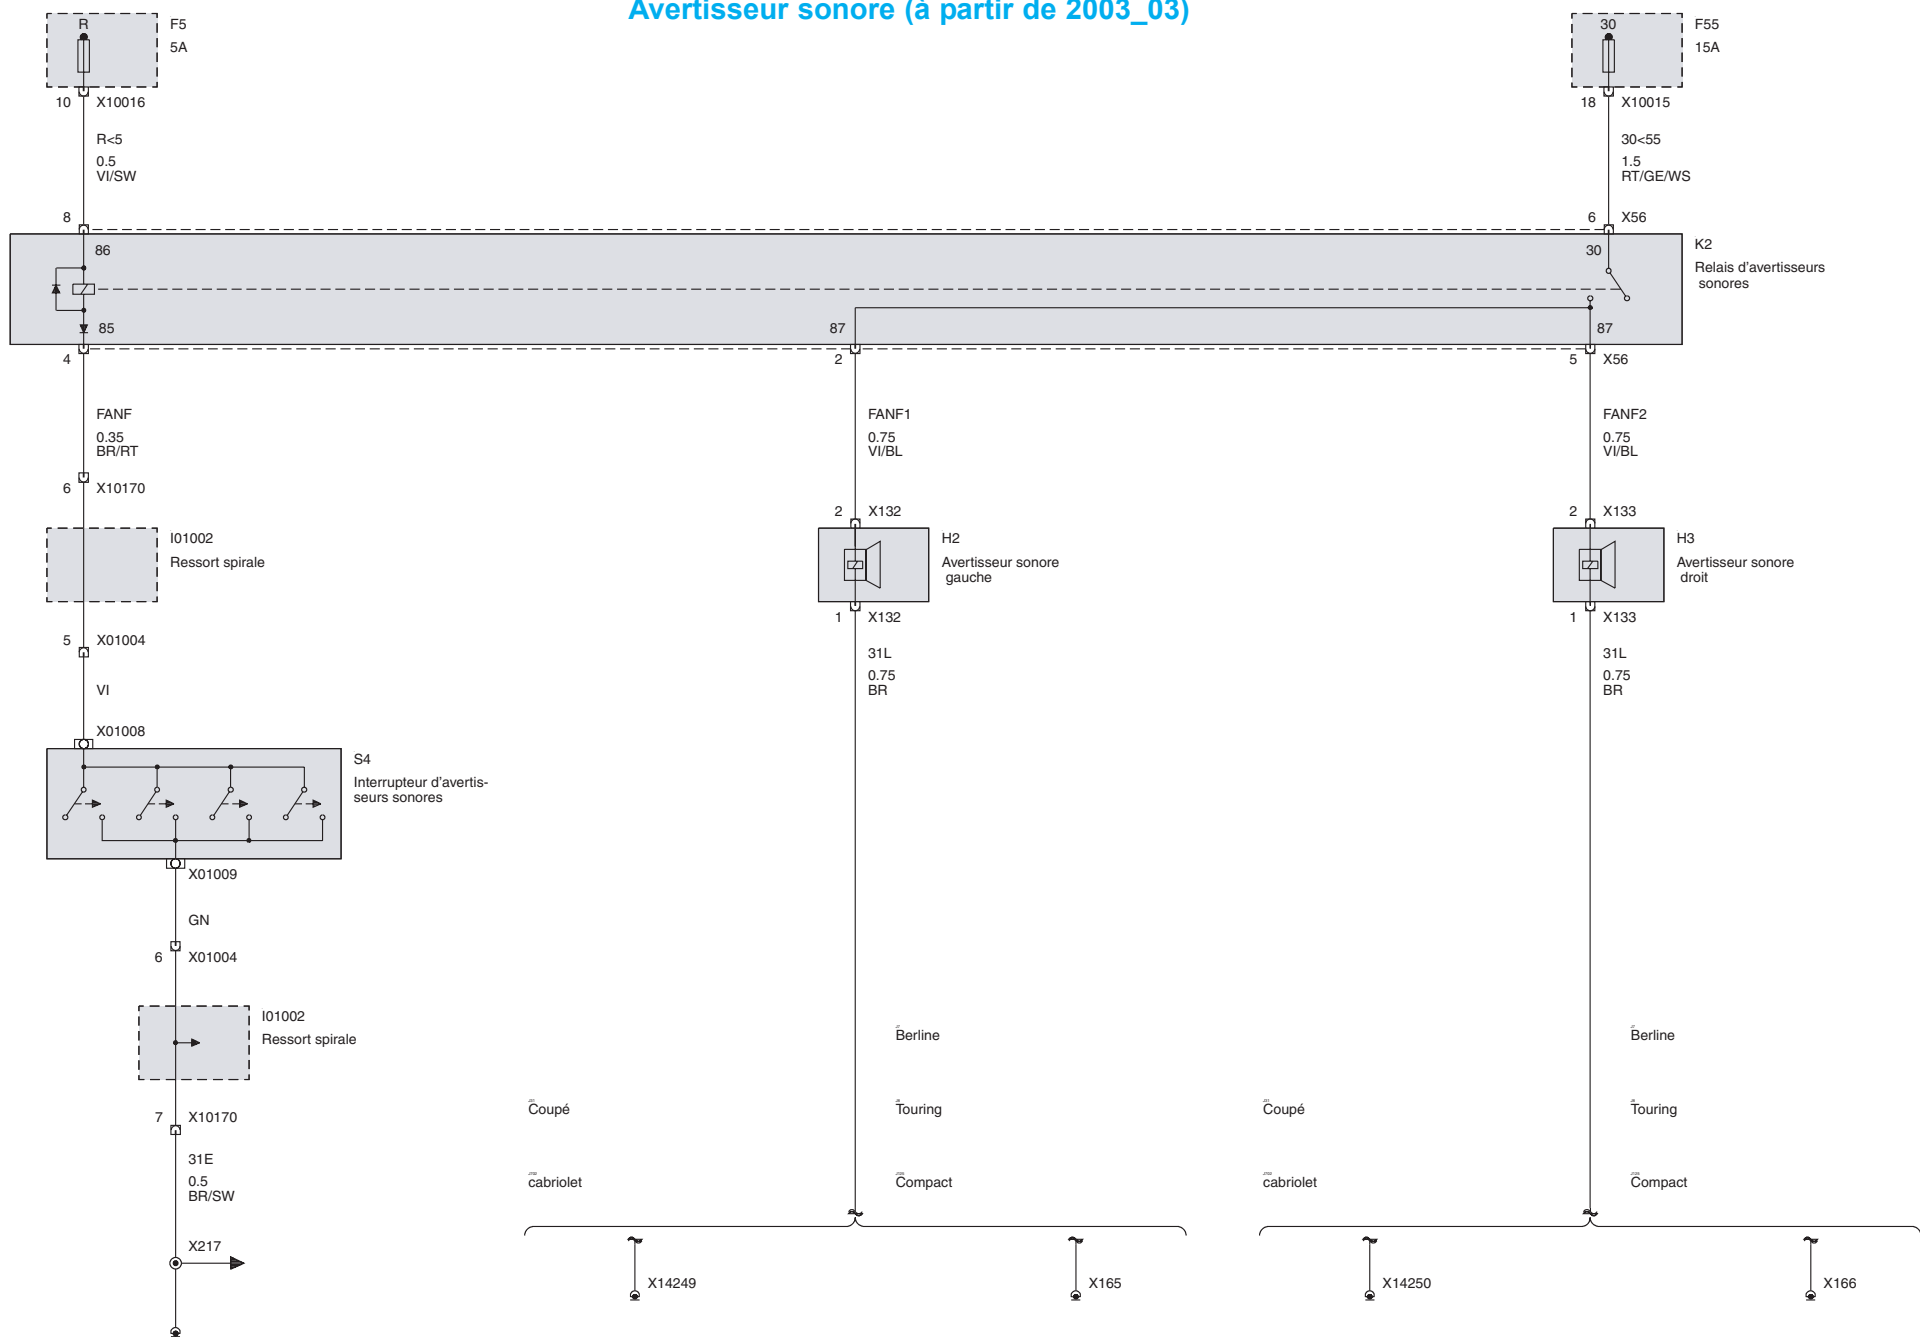 Avertisseur sonore (à partir de 2003_03)
R
F5
5A
30
F55
15A
10 X10016
18 X10015
R<5
0.5
VI/SW
30<55
1.5
RT/GE/WS
8
6 X56
86
30
K2
Relais d'avertisseurs
sonores
85
87
87
4
2
5 X56
FANF
0.35
BR/RT
FANF1
0.75
VI/BL
FANF2
0.75
VI/BL
6 X10170
2 X132
2 X133
I01002
Ressort spirale
H2
Avertisseur sonore
gauche
H3
Avertisseur sonore
droit
5 X01004
1 X132
1 X133
31L
0.75
BR
31L
0.75
BR
VI
X01008
S4
Interrupteur d'avertis-
seurs sonores
X01009
GN
6 X01004
I01002
Ressort spirale
Berline
Berline
7 X10170
Coupé
Touring
Coupé
Touring
31E
0.5
BR/SW
cabriolet
Compact
cabriolet
Compact
X217
X14249
X165
X14250
X166